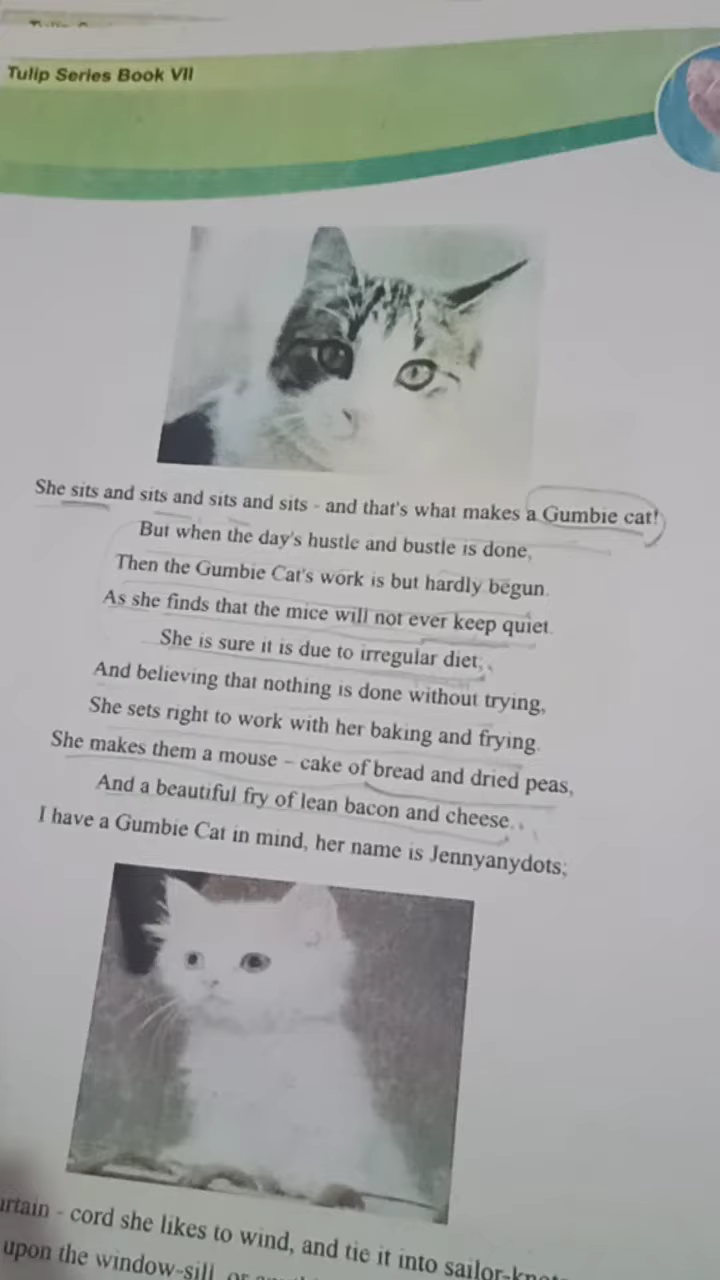 Tulip Series Book VII
She sits and sits and sits and sits - and that's what makes a Gumbie cat!
But when the day's hustle and bustle is done,
Then the Gumbie Cat's work is but hardly begun.
As she finds that the mice will not ever keep quiet.
She is sure it is due to irregular diet;
And believing that nothing is done without trying,
She sets right to work with her baking and frying.
She makes them a mouse – cake of bread and dried peas,
And a beautiful fry of lean bacon and cheese.
I have a Gumbie Cat in mind, her name is Jennyanydots;
- cord she likes to wind, and tie it into
upon the window-sill, or